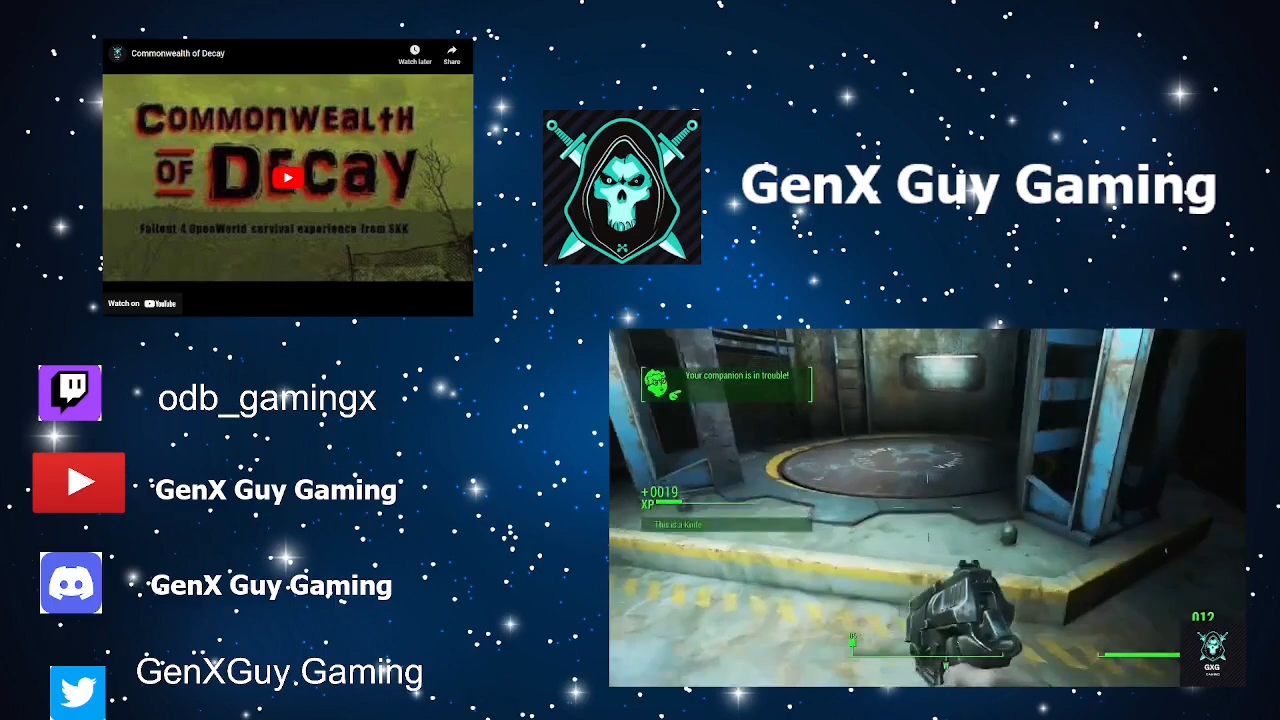 Commonwealth of Decay
Watch later
Share
COMMONWEALTH
OF DECAY
Fallout 4 OpenWorld survival experience from SKK
Watch on YouTube
GenX Guy Gaming
odb_gamingx
GenX Guy Gaming
GenX Guy Gaming
GenXGuy Gaming
Your companion is in trouble!
+0019
XP
This is a Knife
012
GXG
GAMING